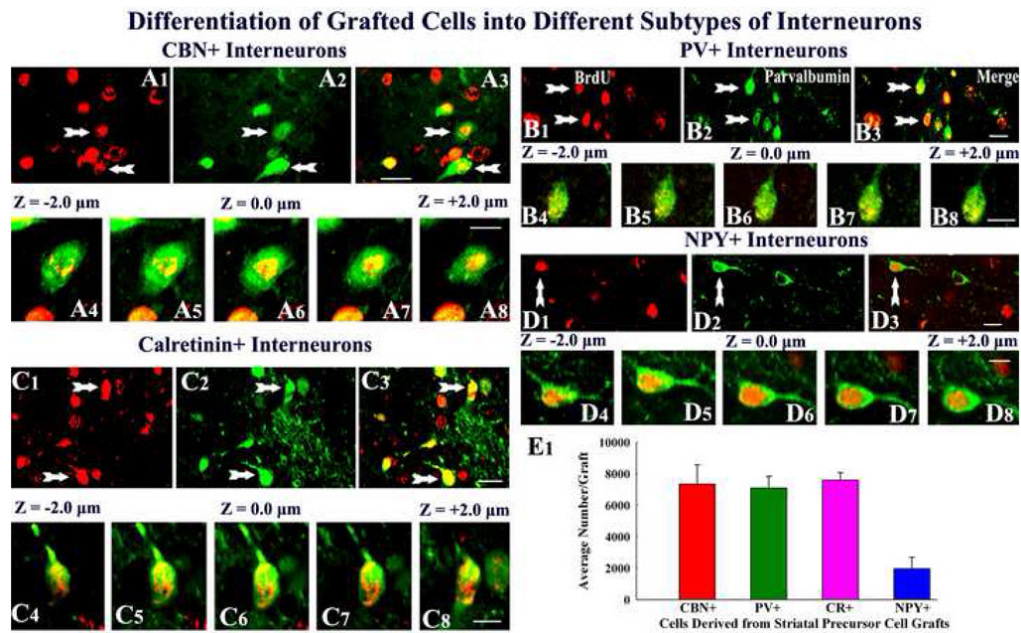 Differentiation of Grafted Cells into Different Subtypes of Interneurons
CBN+ Interneurons
A1
A2
A3
Z = -2.0 µm
Z = 0.0 µm
Z = +2.0 µm
A4
A5
A6
A7
A8
Calretinin+ Interneurons
C1
C2
C3
Z = -2.0 µm
Z = 0.0 µm
Z = +2.0 µm
C4
C5
C6
C7
C8
PV+ Interneurons
BrdU
Parvalbumin
Merge
B1
B2
B3
Z = -2.0 µm
Z = 0.0 µm
Z = +2.0 µm
B4
B5
B6
B7
B8
NPY+ Interneurons
D1
D2
D3
Z = -2.0 µm
Z = 0.0 µm
Z = +2.0 µm
D4
D5
D6
D7
D8
E1
Average Number/Graft
10000
8000
6000
4000
2000
0
CBN+ PV+ CR+ NPY+
Cells Derived from Striatal Precursor Cell Grafts